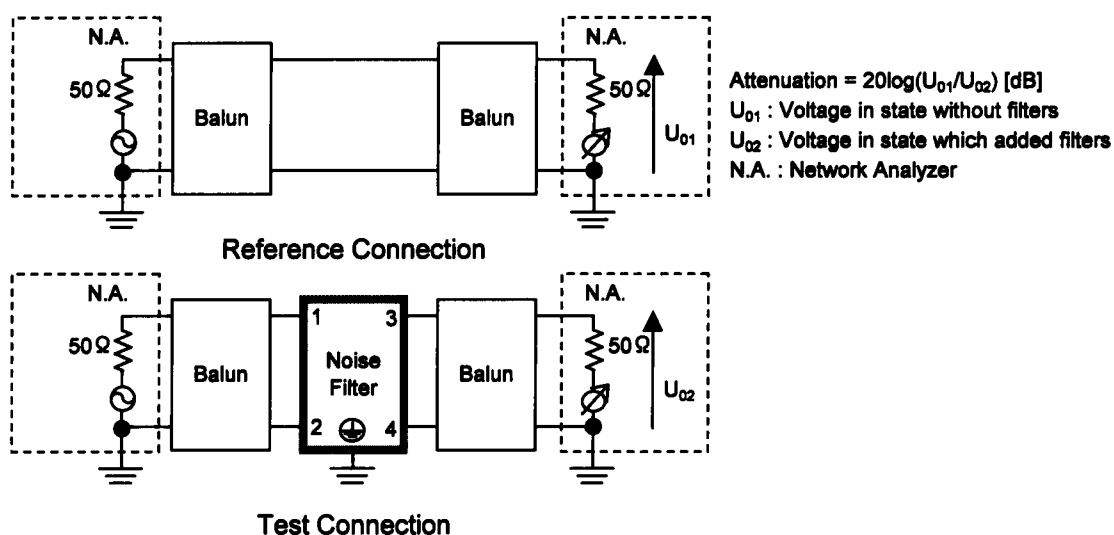 N.A.
50Ω
Balun
Balun
N.A.
50Ω
U01
Attenuation = 20log(U01/U02) [dB]
U01 : Voltage in state without filters
U02 : Voltage in state which added filters
N.A. : Network Analyzer
Reference Connection
N.A.
50Ω
Balun
1 3
Noise
Filter
2 4
Balun
N.A.
50Ω
U02
Test Connection